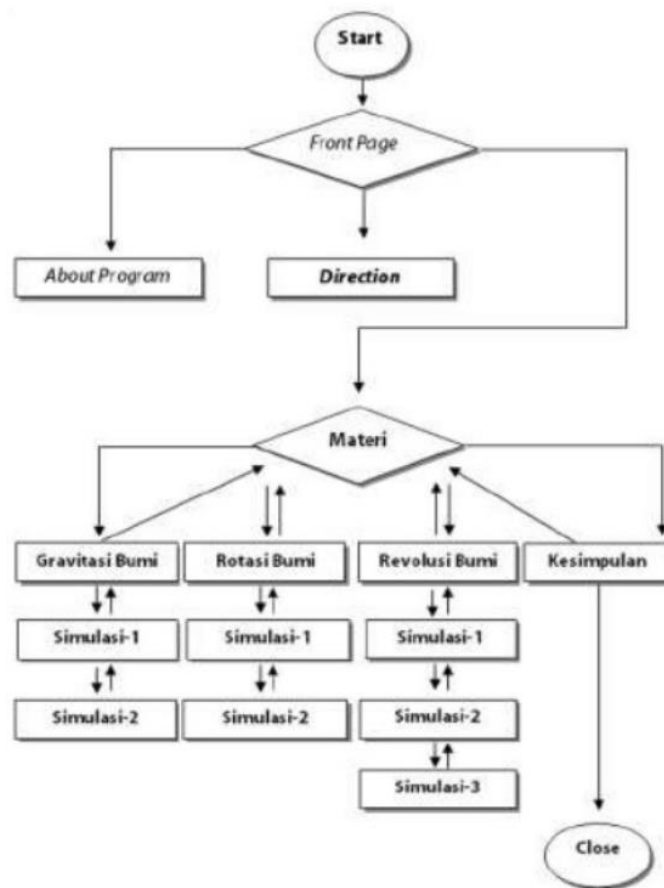 Start
Front Page
About Program
Direction
Materi
Gravitasi Bumi
Rotasi Bumi
Revolusi Bumi
Kesimpulan
Simulasi-1
Simulasi-1
Simulasi-1
Simulasi-2
Simulasi-2
Simulasi-2
Simulasi-3
Close